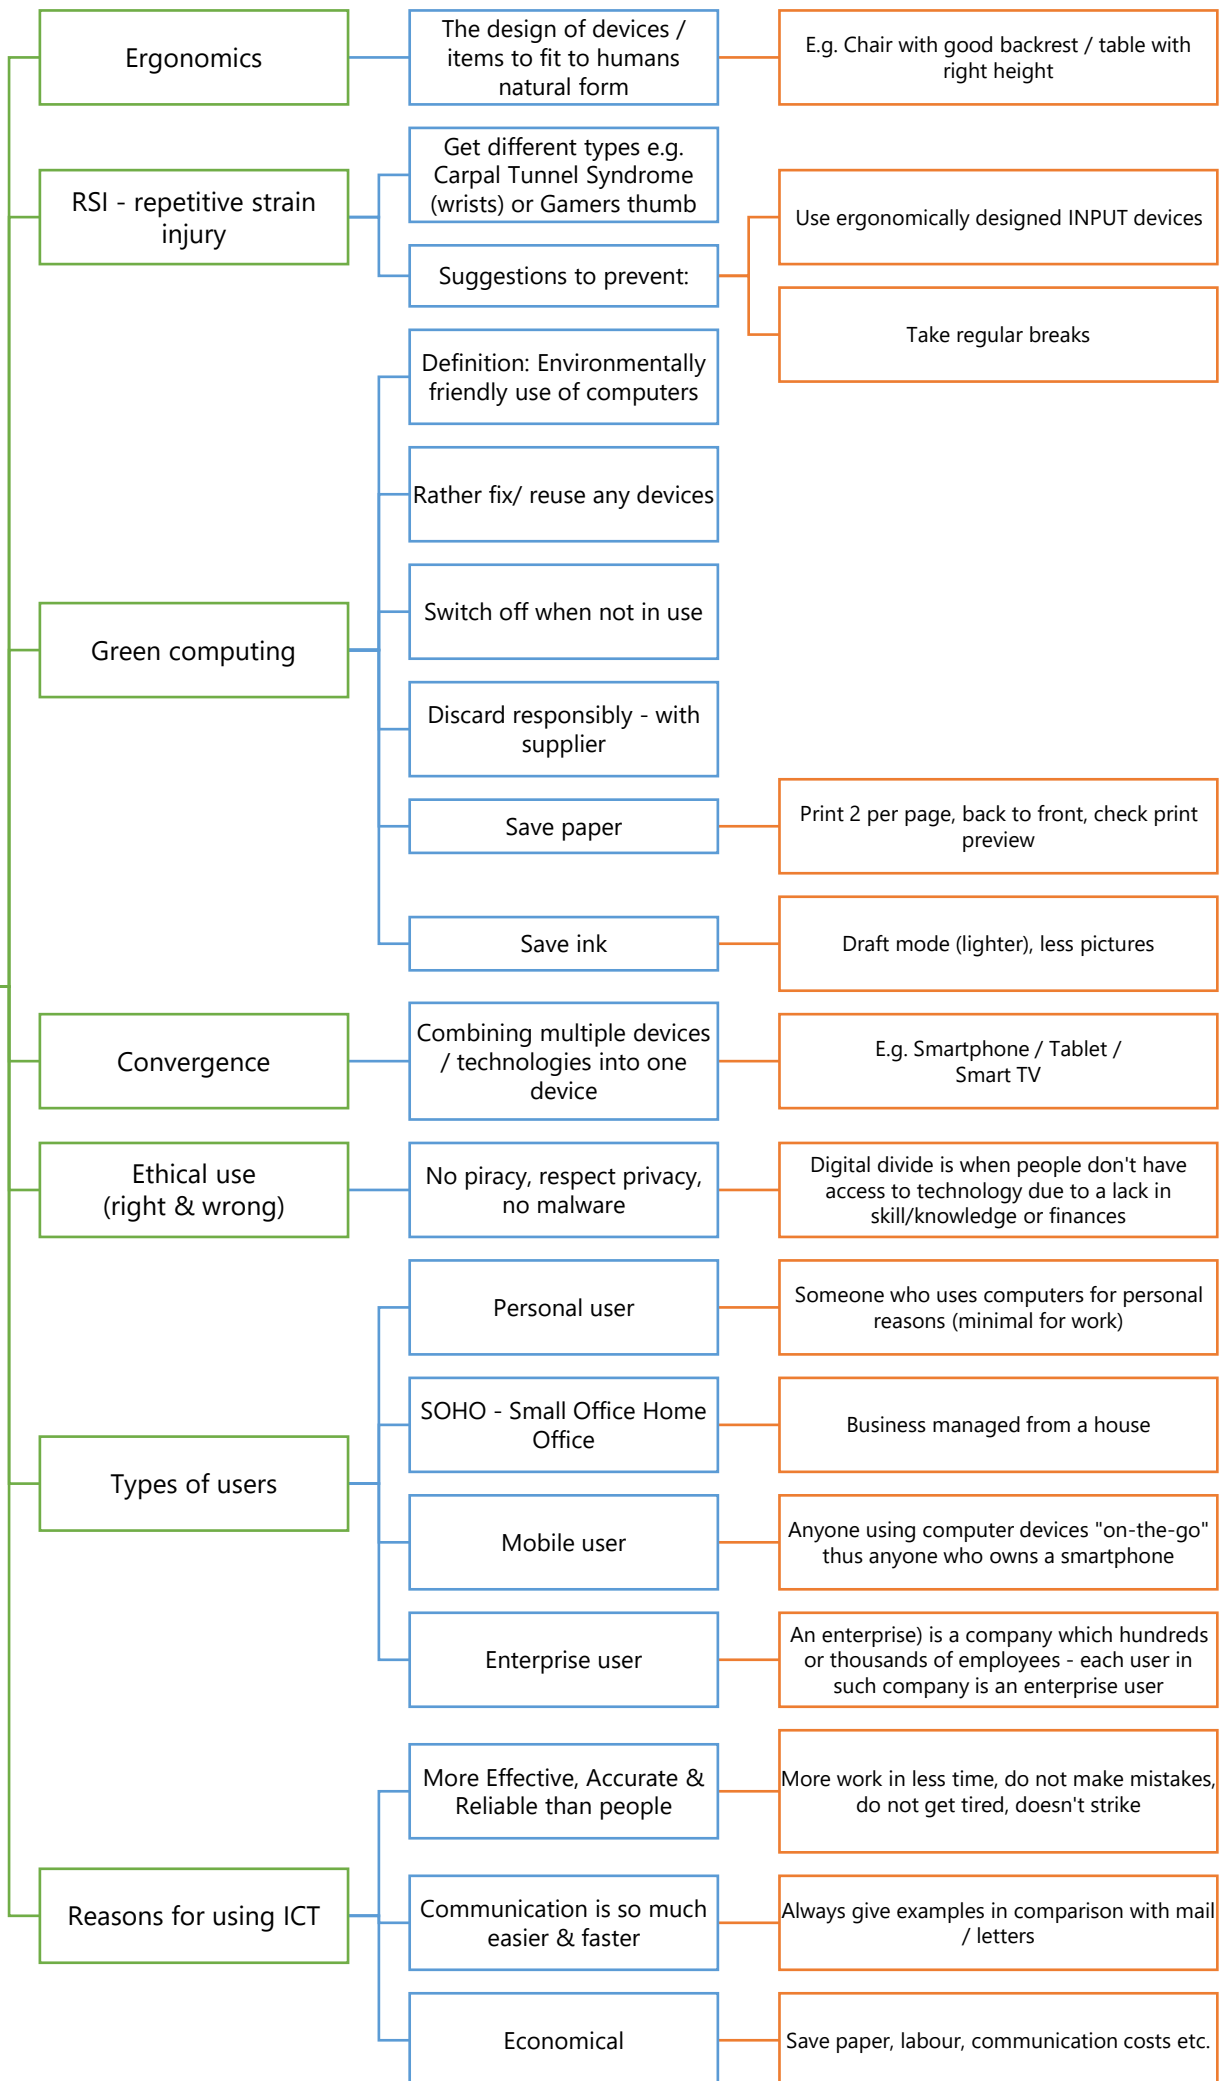 Ergonomics
The design of devices /
items to fit to humans
natural form
E.g. Chair with good backrest / table with
right height
RSI - repetitive strain
injury
Get different types e.g.
Carpal Tunnel Syndrome
(wrists) or Gamers thumb
Suggestions to prevent:
Use ergonomically designed INPUT devices
Take regular breaks
Green computing
Definition: Environmentally
friendly use of computers
Rather fix/ reuse any devices
Switch off when not in use
Discard responsibly - with
supplier
Save paper
Print 2 per page, back to front, check print
preview
Save ink
Draft mode (lighter), less pictures
Convergence
Combining multiple devices
/ technologies into one
device
E.g. Smartphone / Tablet /
Smart TV
Ethical use
(right & wrong)
No piracy, respect privacy,
no malware
Digital divide is when people don't have
access to technology due to a lack in
skill/knowledge or finances
Types of users
Personal user
Someone who uses computers for personal
reasons (minimal for work)
SOHO - Small Office Home
Office
Business managed from a house
Mobile user
Anyone using computer devices "on-the-go"
thus anyone who owns a smartphone
Enterprise user
An enterprise) is a company which hundreds
or thousands of employees - each user in
such company is an enterprise user
Reasons for using ICT
More Effective, Accurate &
Reliable than people
More work in less time, do not make mistakes,
do not get tired, doesn't strike
Communication is so much
easier & faster
Always give examples in comparison with mail
/ letters
Economical
Save paper, labour, communication costs etc.